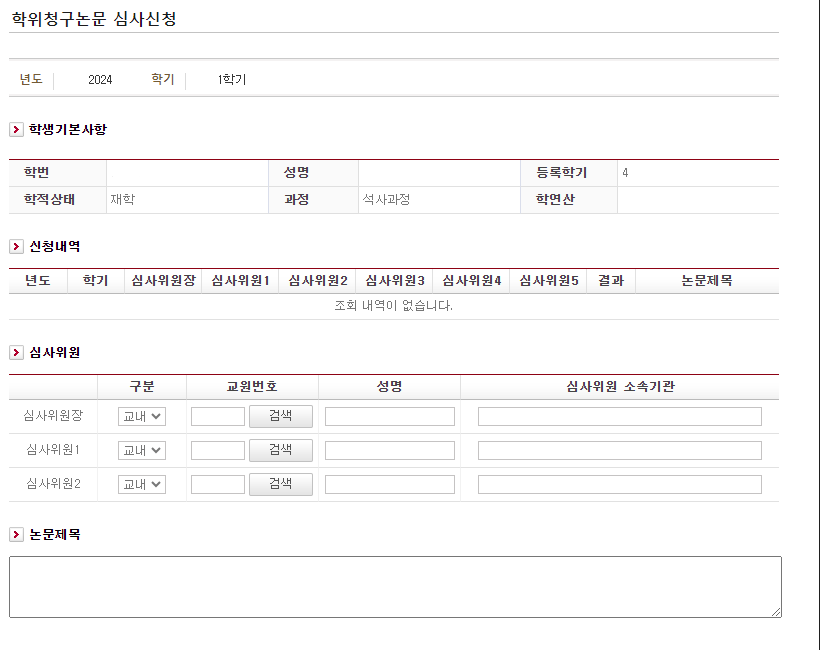 학위청구논문 심사신청
년도 2024 학기 1학기
학생기본사항
학번 성명 등록학기 4
학적상태 재학 과정 석사과정 학연산
신청내역
년도 학기 심사위원장 심사위원1 심사위원2 심사위원3 심사위원4 심사위원5 결과 논문제목
조회 내역이 없습니다.
심사위원
구분 교원번호 성명 심사위원 소속기관
심사위원장 교내 검색
심사위원1 교내 검색
심사위원2 교내 검색
논문제목